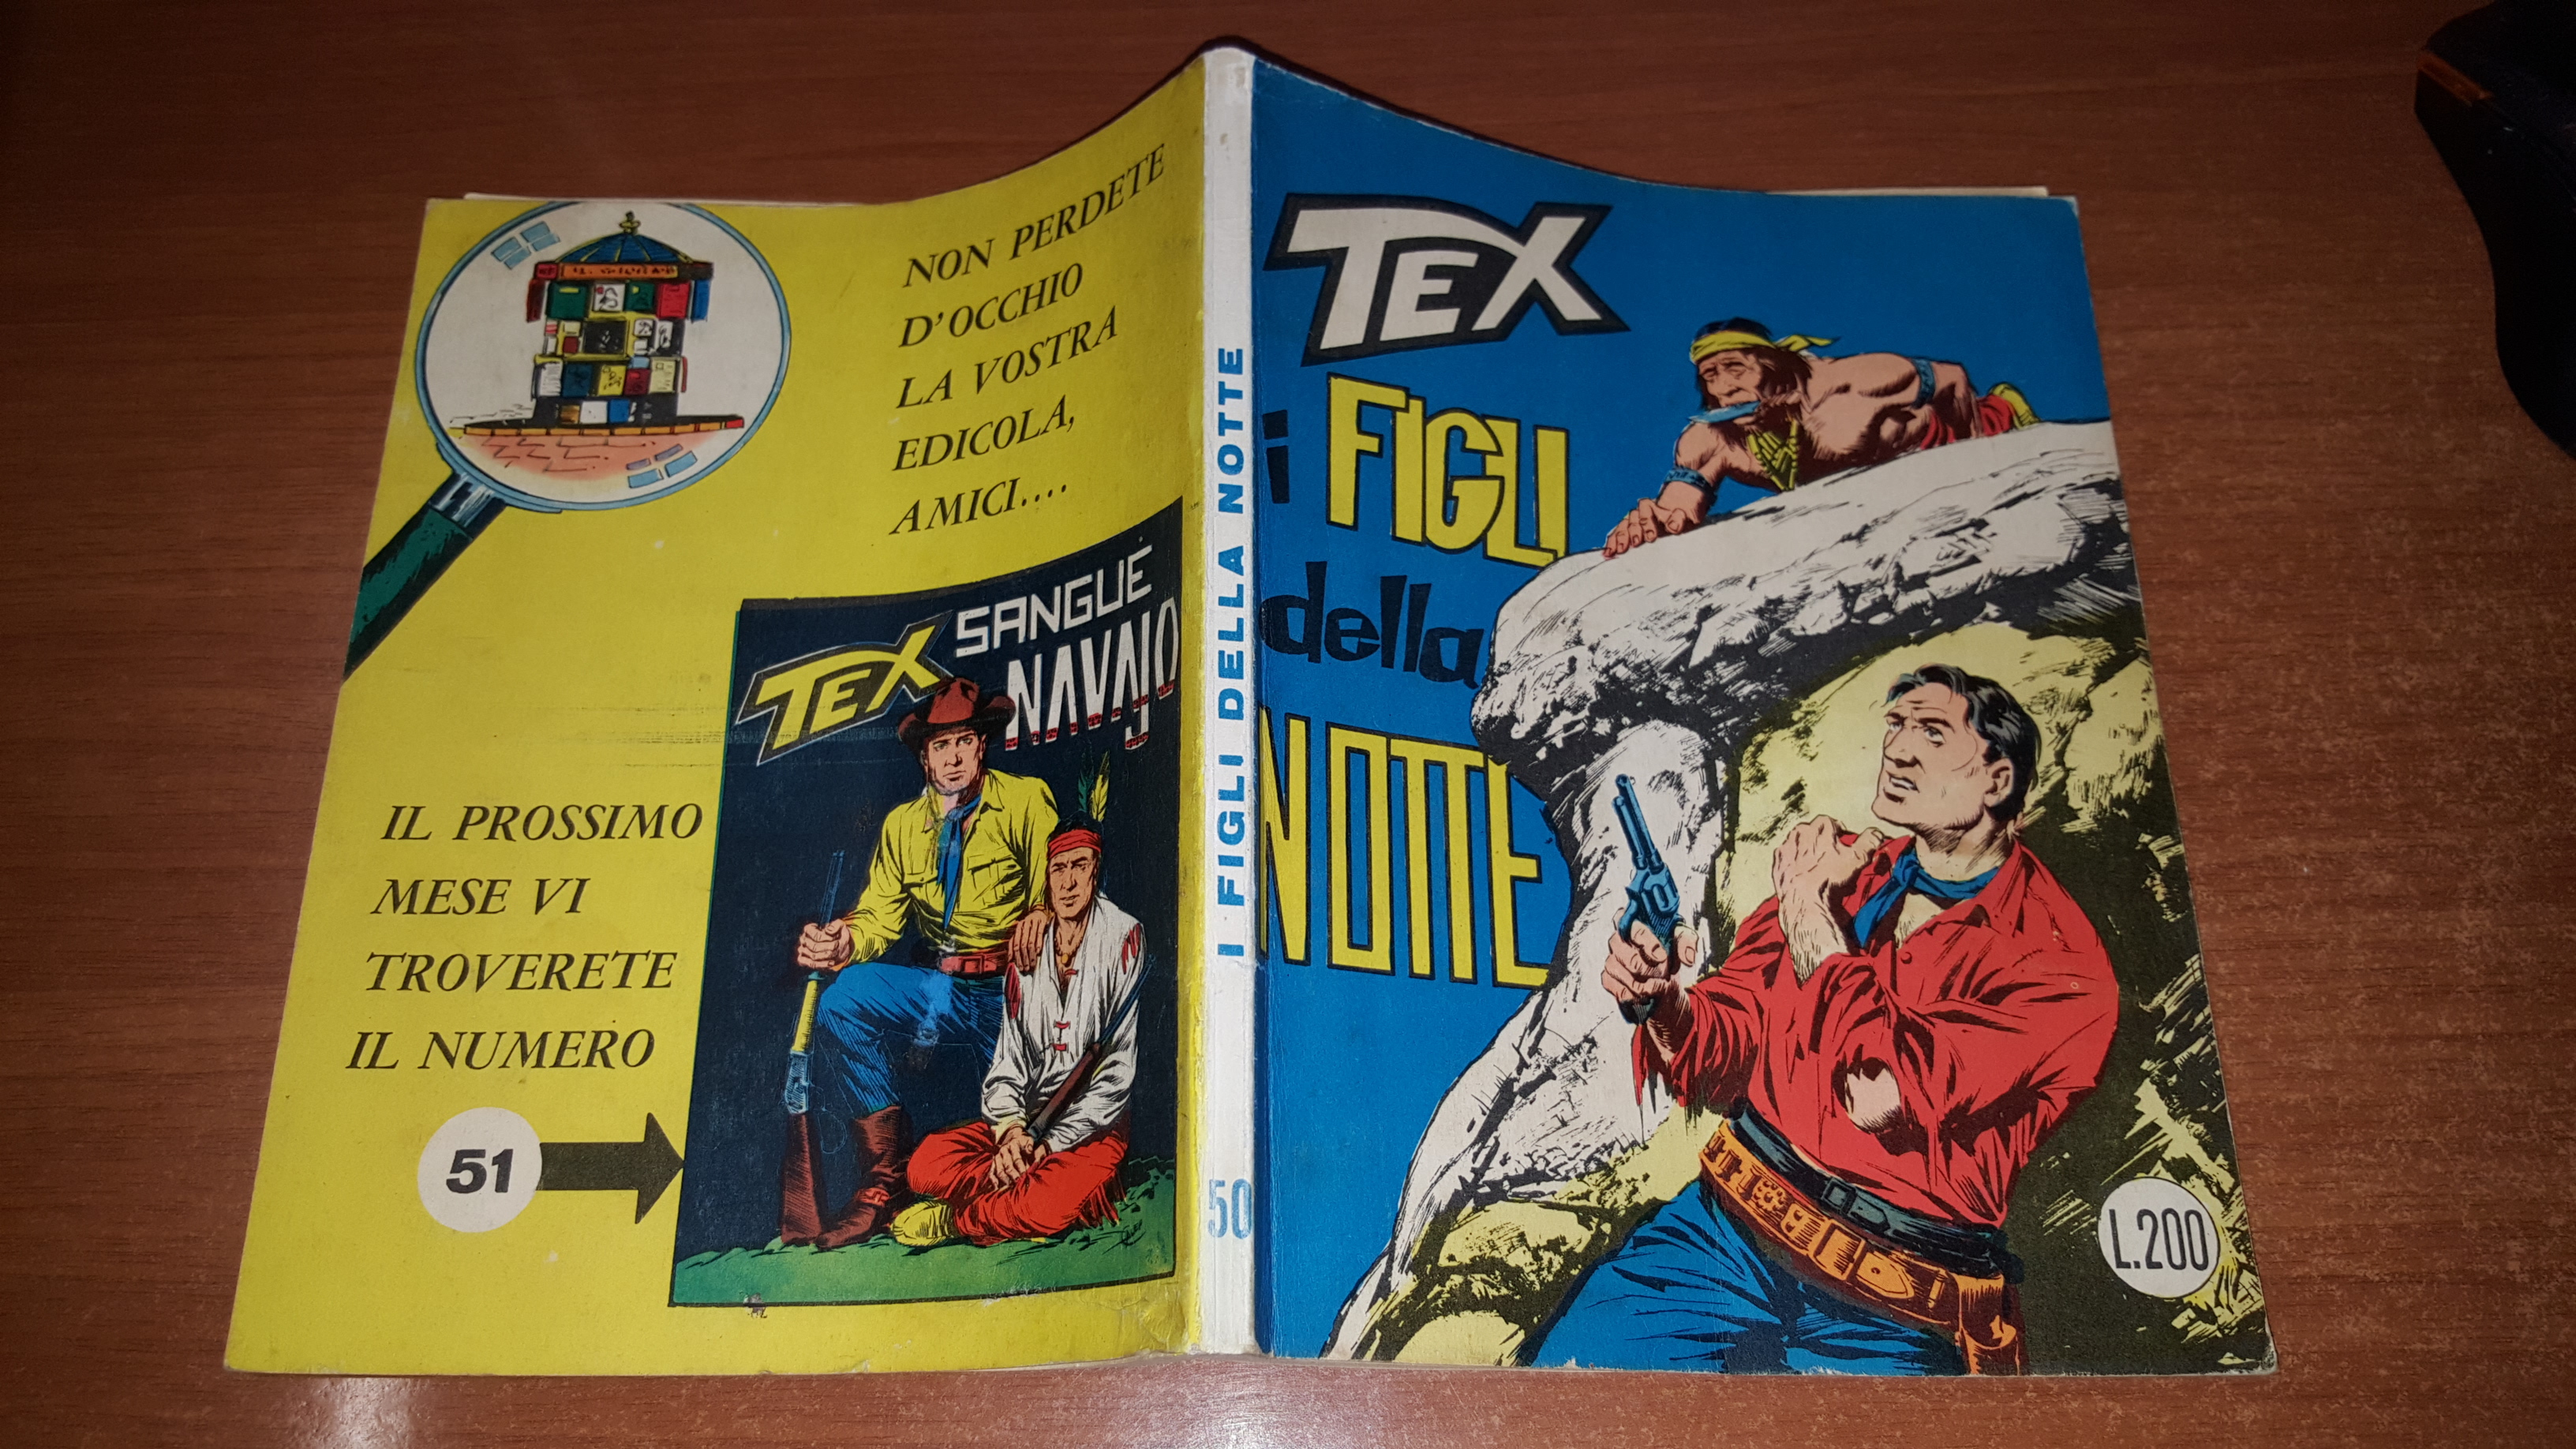 NON PERDETE
D'OCCHIO
LA VOSTRA
EDICOLA,
AMICI....
TEX
SANGUE
NAVAJO
IL PROSSIMO
MESE VI
TROVERETE
IL NUMERO
51
I FIGLI DELLA NOTTE
50
TEX
i
FIGLI
della
NOTTE
L.200